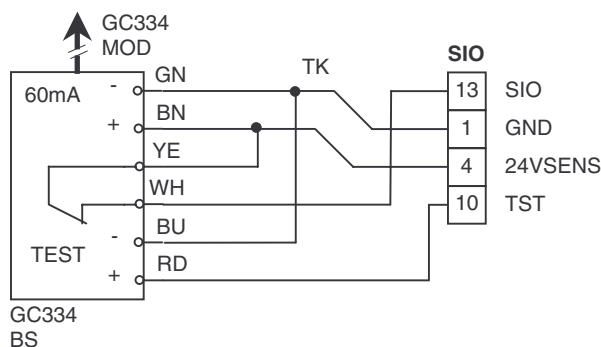 GC334
MOD
SIO
60mA
-
GN
TK
13
SIO
+
BN
1
GND
YE
4
24VSENS
WH
10
TST
-
BU
TEST
+
RD
GC334
BS